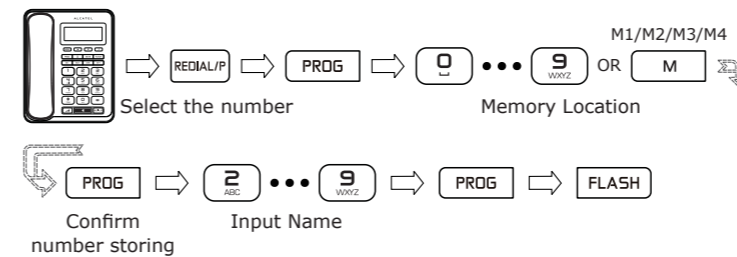 M1/M2/M3/M4
ALCATEL
REDIAL/P PROG 0 9 WXYZ OR M
Select the number Memory Location
PROG 2 ABC 9 WXYZ PROG FLASH
Confirm Input Name
number storing